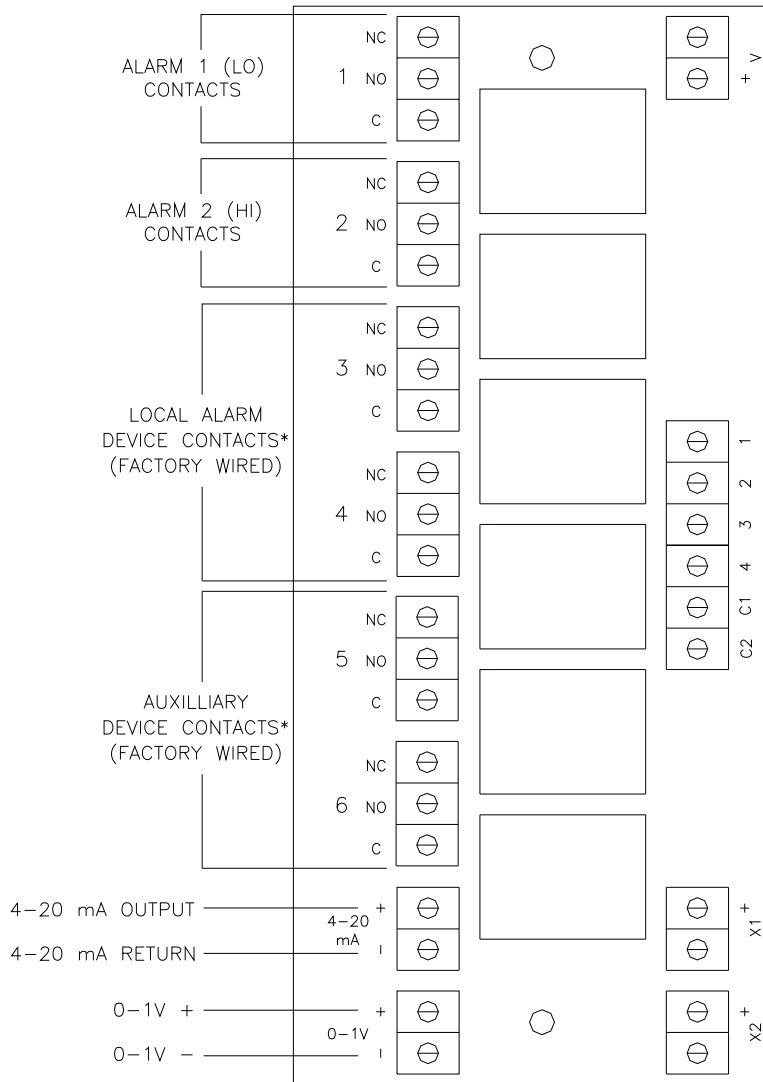 ALARM 1 (LO)
CONTACTS
1
NC
NO
C
ALARM 2 (HI)
CONTACTS
2
NC
NO
C
LOCAL ALARM
DEVICE CONTACTS*
(FACTORY WIRED)
3
NC
NO
C
4
NC
NO
C
AUXILLIARY
DEVICE CONTACTS*
(FACTORY WIRED)
5
NC
NO
C
6
NC
NO
C
4-20 mA OUTPUT
4-20 mA RETURN
+
4-20
mA
-
0-1V +
0-1V -
+
0-1V
-
V
+
1
2
3
4
C1
C2
+
X1
+
X2